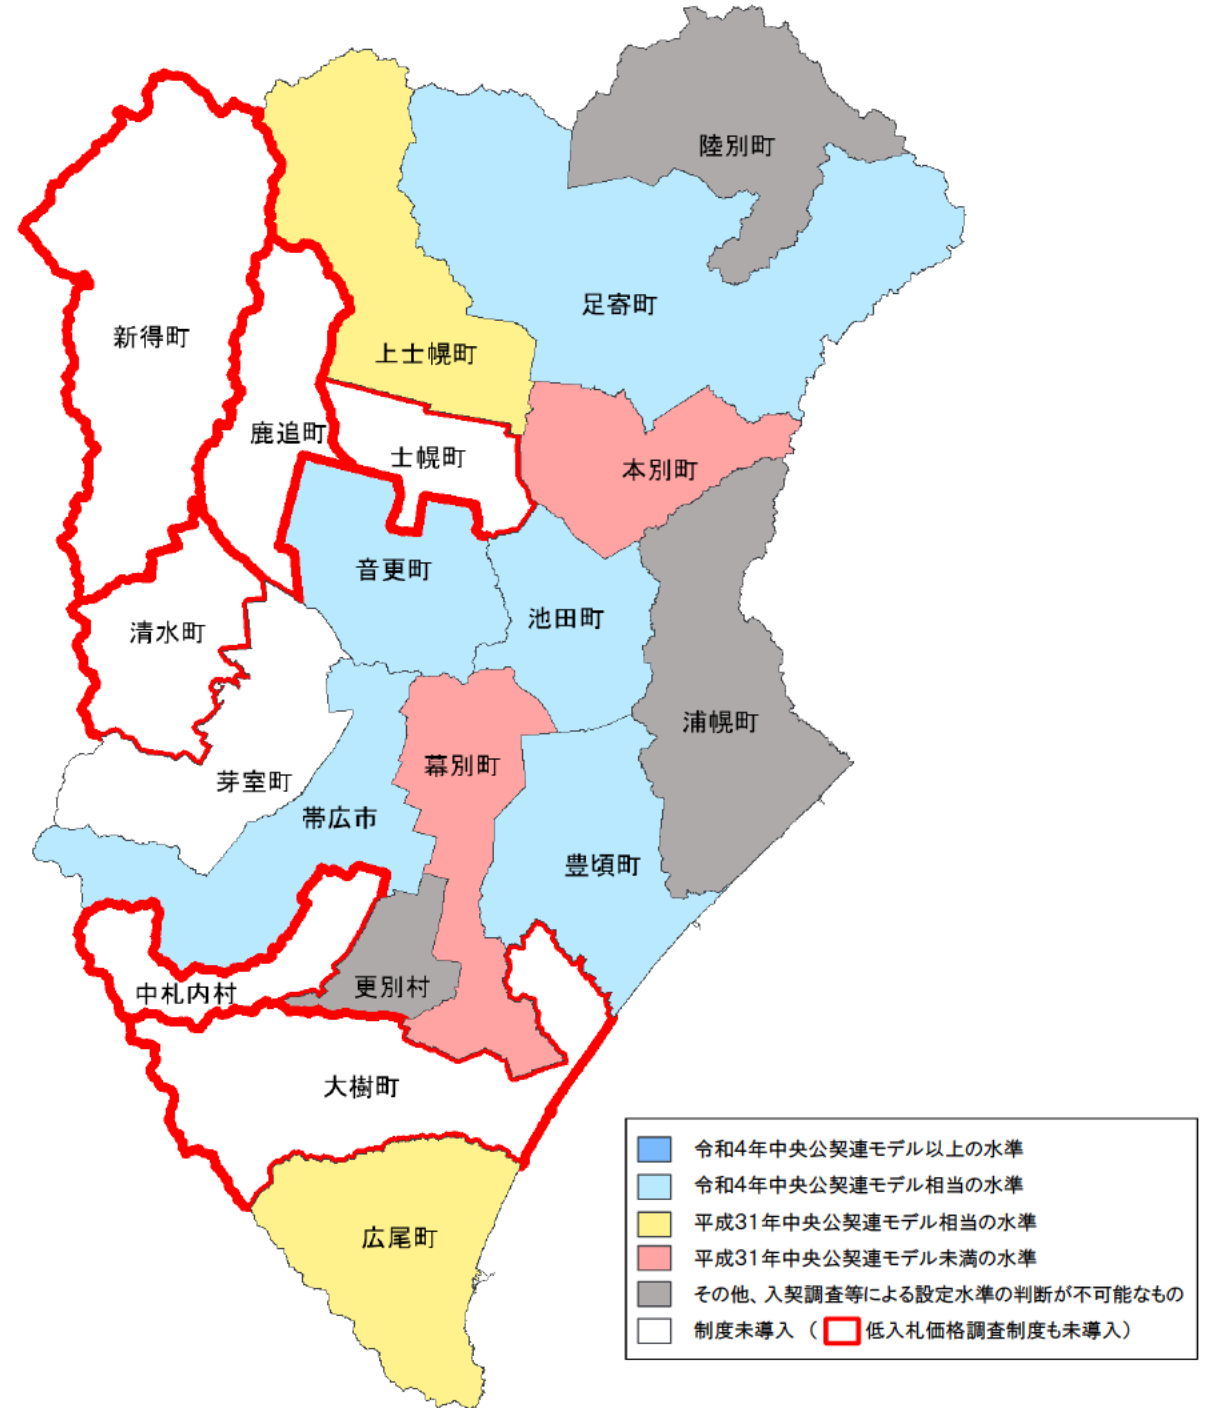 陸別町
足寄町
新得町
上士幌町
鹿追町
士幌町
本別町
音更町
池田町
清水町
浦幌町
幕別町
芽室町
帯広市
豊頃町
更別村
中札内村
大樹町
広尾町
令和4年中央公契連モデル以上の水準
令和4年中央公契連モデル相当の水準
平成31年中央公契連モデル相当の水準
平成31年中央公契連モデル未満の水準
その他、入契調査等による設定水準の判断が不可能なもの
制度未導入 （ 低入札価格調査制度も未導入）